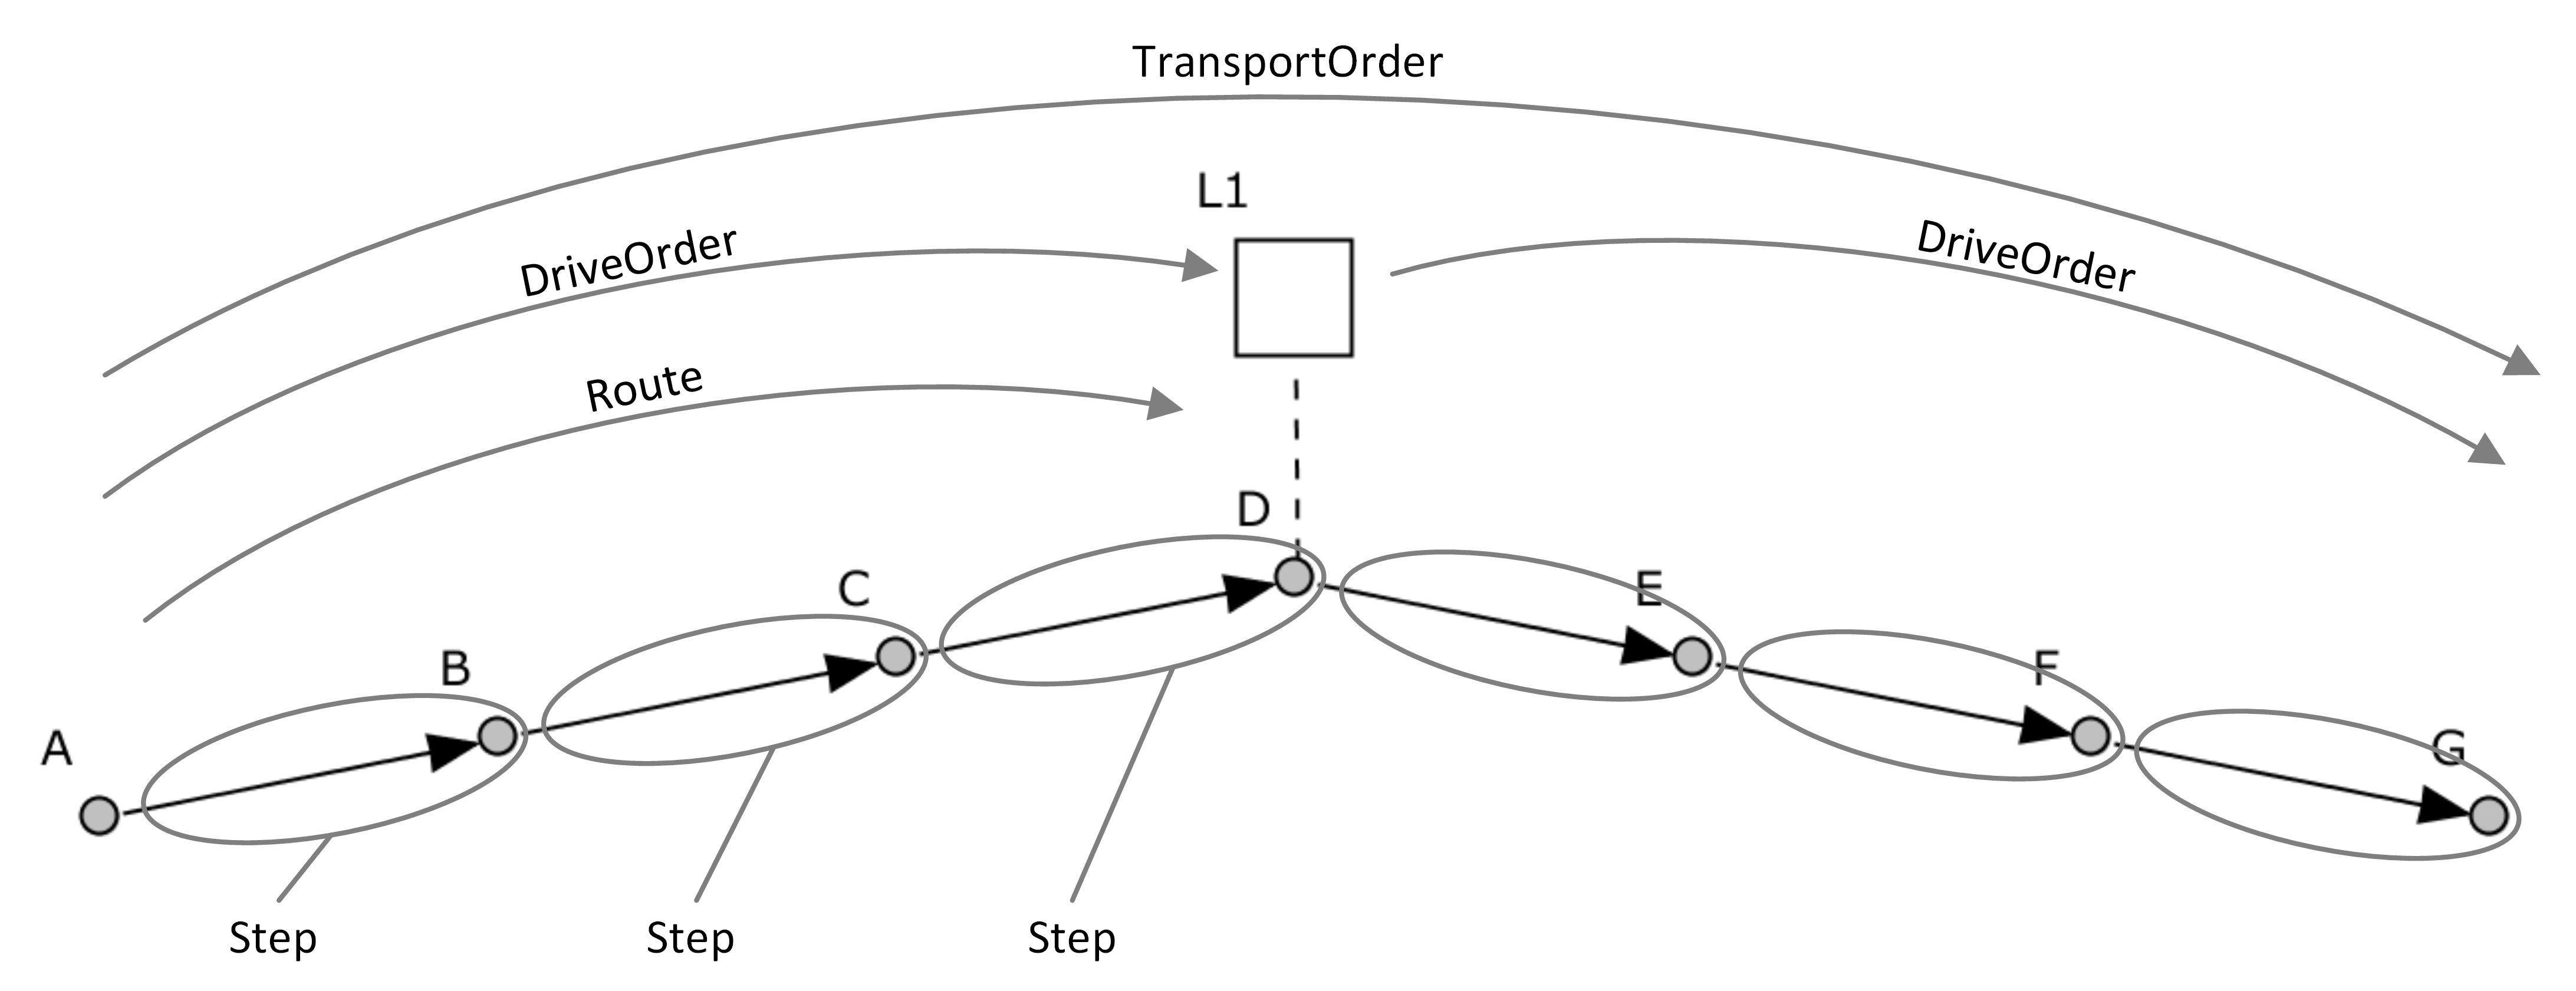 TransportOrder
L1
DriveOrder
DriveOrder
Route
D
C
E
B
F
A
G
Step
Step
Step